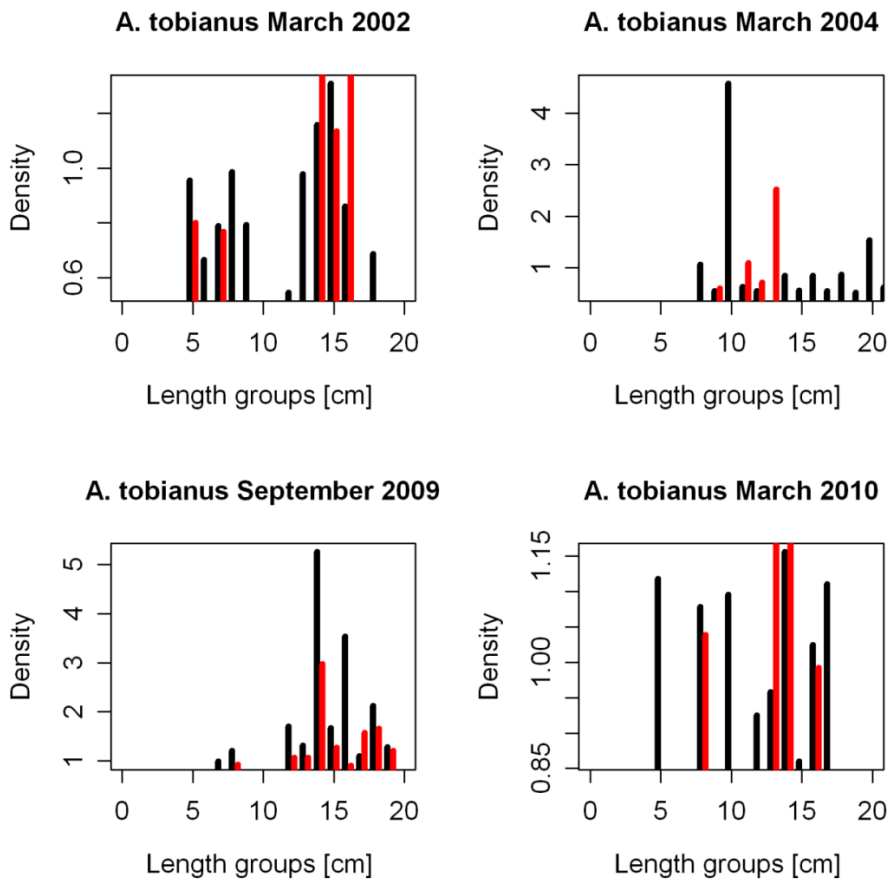 A. tobianus March 2002
Density
0.6
1.0
0
5
10
15
20
Length groups [cm]
A. tobianus March 2004
Density
1
2
3
4
0
5
10
15
20
Length groups [cm]
A. tobianus September 2009
Density
1
2
3
4
5
0
5
10
15
20
Length groups [cm]
A. tobianus March 2010
Density
0.85
1.00
1.15
0
5
10
15
20
Length groups [cm]